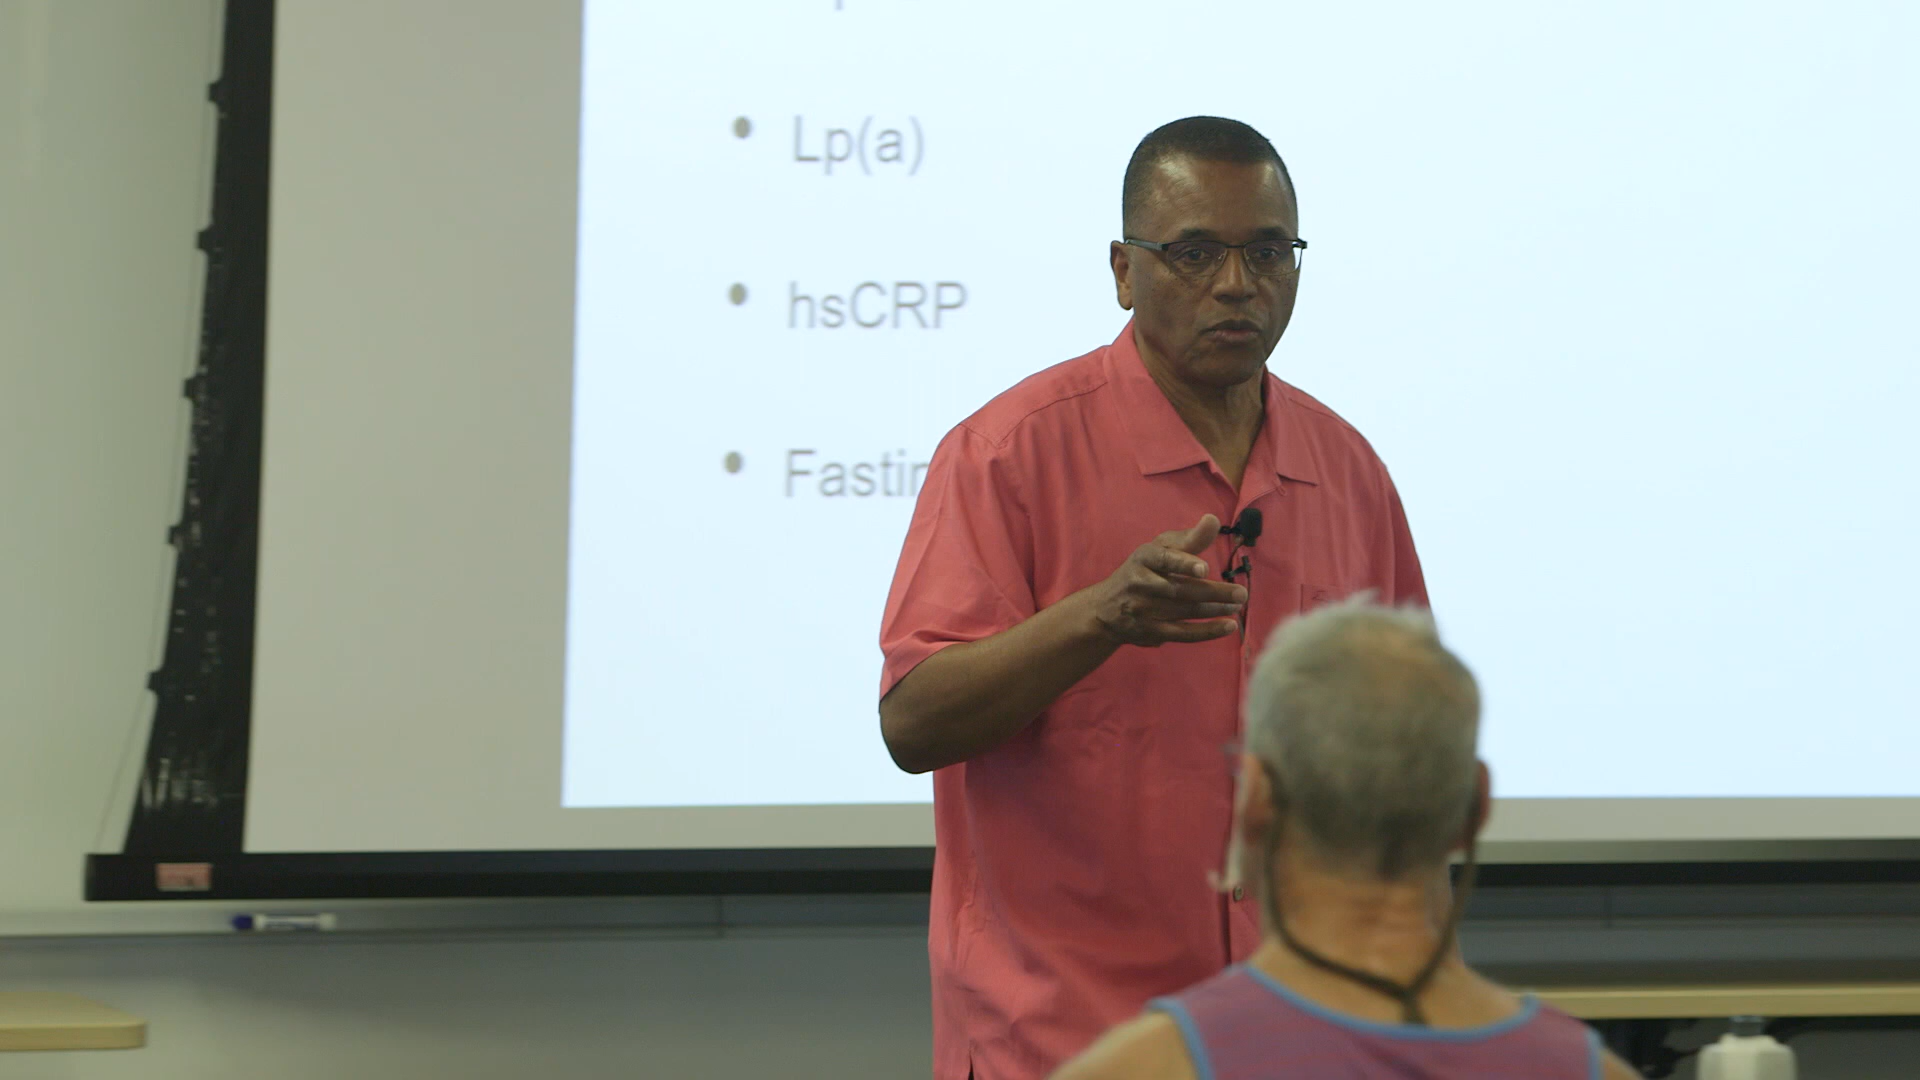 • Lp(a)
• hsCRP
• Fastin